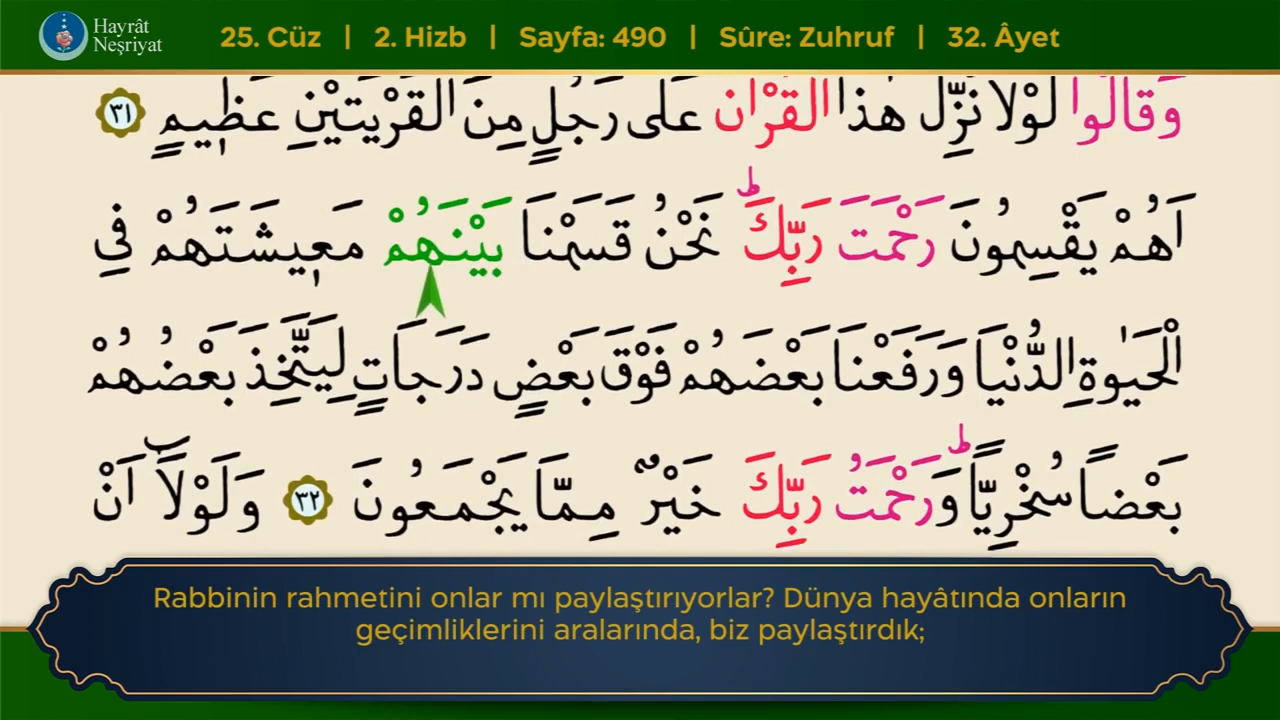 Hayrât
Neşriyat
25. Cüz | 2. Hizb | Sayfa: 490 | Sûre: Zuhruf | 32. Âyet
وَقَالُوا لَوْلَا نُزِّلَ هٰذَا الْقُرْاٰنُ عَلٰى رَجُلٍ مِنَ الْقَرْيَتَيْنِ عَظ۪يمٍ ٣١
اَهُمْ يَقْسِمُونَ رَحْمَتَ رَبِّكَۜ نَحْنُ قَسَمْنَا بَيْنَهُمْ مَع۪يشَتَهُمْ فِي
الْحَيٰوةِ الدُّنْيَا وَرَفَعْنَا بَعْضَهُمْ فَوْقَ بَعْضٍ دَرَجَاتٍ لِيَتَّخِذَ بَعْضُهُمْ
بَعْضاً سُخْرِياًّۜ وَرَحْمَتُ رَبِّكَ خَيْرٌ مِمَّا يَجْمَعُونَ ٣٢ وَلَوْلَٓا اَنْ
Rabbinin rahmetini onlar mı paylaştırıyorlar? Dünya hayâtında onların
geçimliklerini aralarında, biz paylaştırdık;